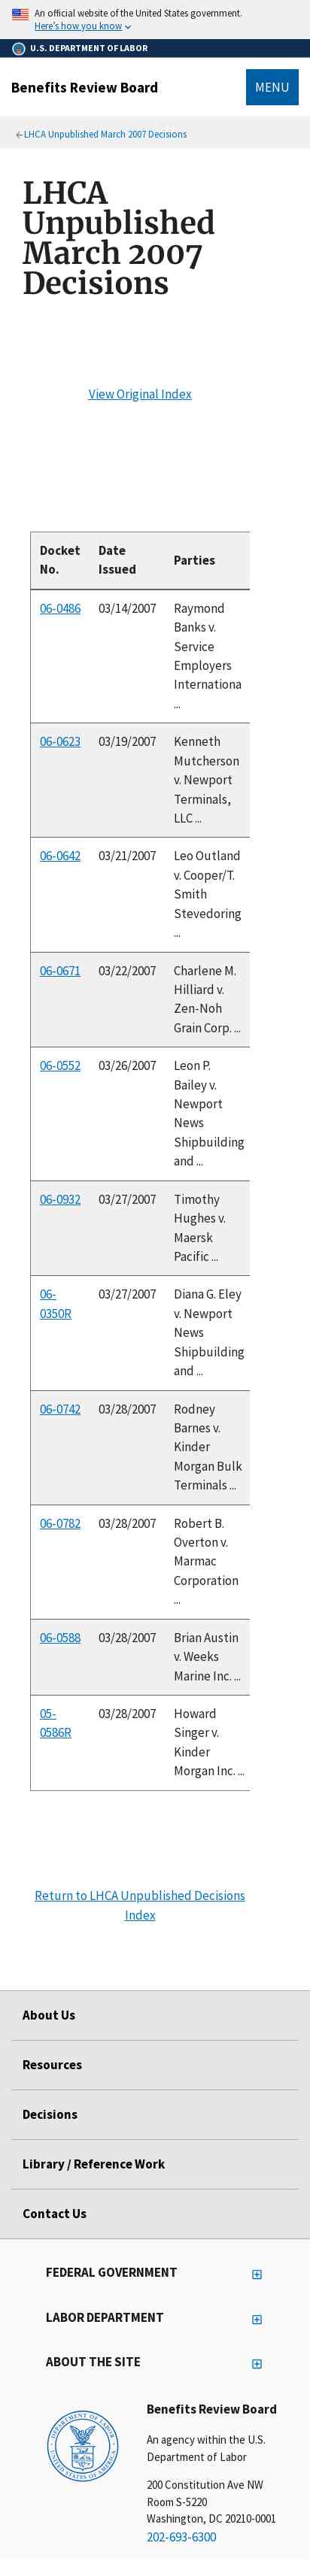 An official website of the United States government.
Here's how you know
U.S. DEPARTMENT OF LABOR
Benefits Review Board
MENU
LHCA Unpublished March 2007 Decisions
LHCA
Unpublished
March 2007
Decisions
View Original Index
Docket No. Date Issued Parties
06-0486 03/14/2007 Raymond
Banks v.
Service
Employers
Internationa
...
06-0623 03/19/2007 Kenneth
Mutcherson
v. Newport
Terminals,
LLC ...
06-0642 03/21/2007 Leo Outland
v. Cooper/T.
Smith
Stevedoring
...
06-0671 03/22/2007 Charlene M.
Hilliard v.
Zen-Noh
Grain Corp. ...
06-0552 03/26/2007 Leon P.
Bailey v.
Newport
News
Shipbuilding
and ...
06-0932 03/27/2007 Timothy
Hughes v.
Maersk
Pacific ...
06- 03/27/2007 Diana G. Eley
0350R v. Newport
News
Shipbuilding
and ...
06-0742 03/28/2007 Rodney
Barnes v.
Kinder
Morgan Bulk
Terminals ...
06-0782 03/28/2007 Robert B.
Overton v.
Marmac
Corporation
...
06-0588 03/28/2007 Brian Austin
v. Weeks
Marine Inc. ...
05- 03/28/2007 Howard
0586R Singer v.
Kinder
Morgan Inc. ...
Return to LHCA Unpublished Decisions
Index
About Us
Resources
Decisions
Library / Reference Work
Contact Us
FEDERAL GOVERNMENT
LABOR DEPARTMENT
ABOUT THE SITE
Benefits Review Board
An agency within the U.S.
Department of Labor
200 Constitution Ave NW
Room S-5220
Washington, DC 20210-0001
202-693-6300